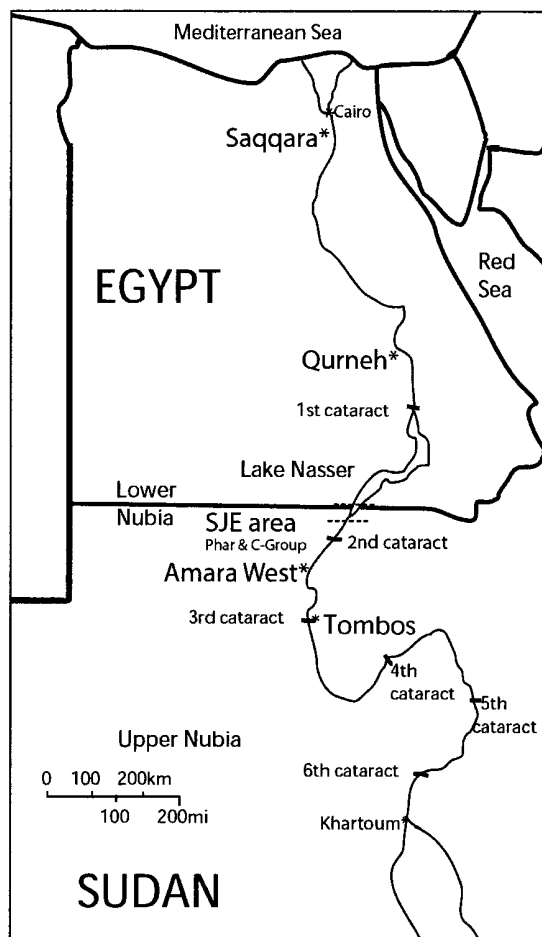 Mediterranean Sea
*Cairo
Saqqara*
EGYPT
Red
Sea
Qurneh*
1st cataract
Lake Nasser
Lower
Nubia
SJE area
Phar & C-Group
2nd cataract
Amara West*
3rd cataract
*Tombos
4th
cataract
5th
cataract
Upper Nubia
6th cataract
0 100 200km
100 200mi
Khartoum*
SUDAN